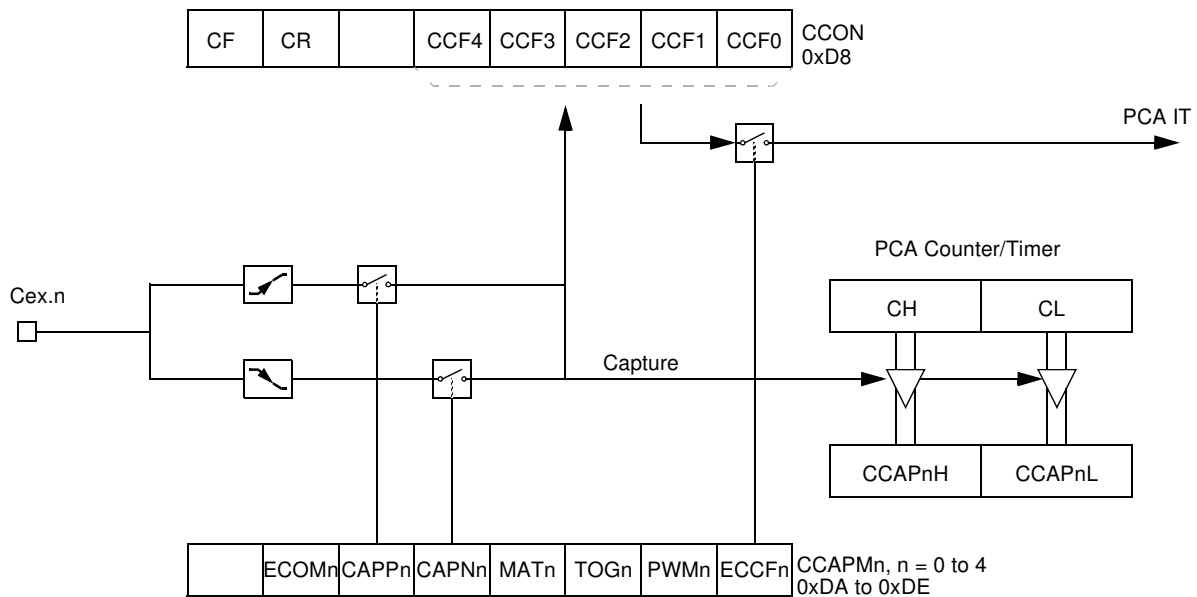 CF CR CCF4 CCF3 CCF2 CCF1 CCF0 CCON
0xD8
PCA IT
PCA Counter/Timer
Cex.n
CH CL
Capture
CCAPnH CCAPnL
ECOMn CAPPn CAPNn MATn TOGn PWMn ECCFn CCAPMn, n = 0 to 4
0xDA to 0xDE